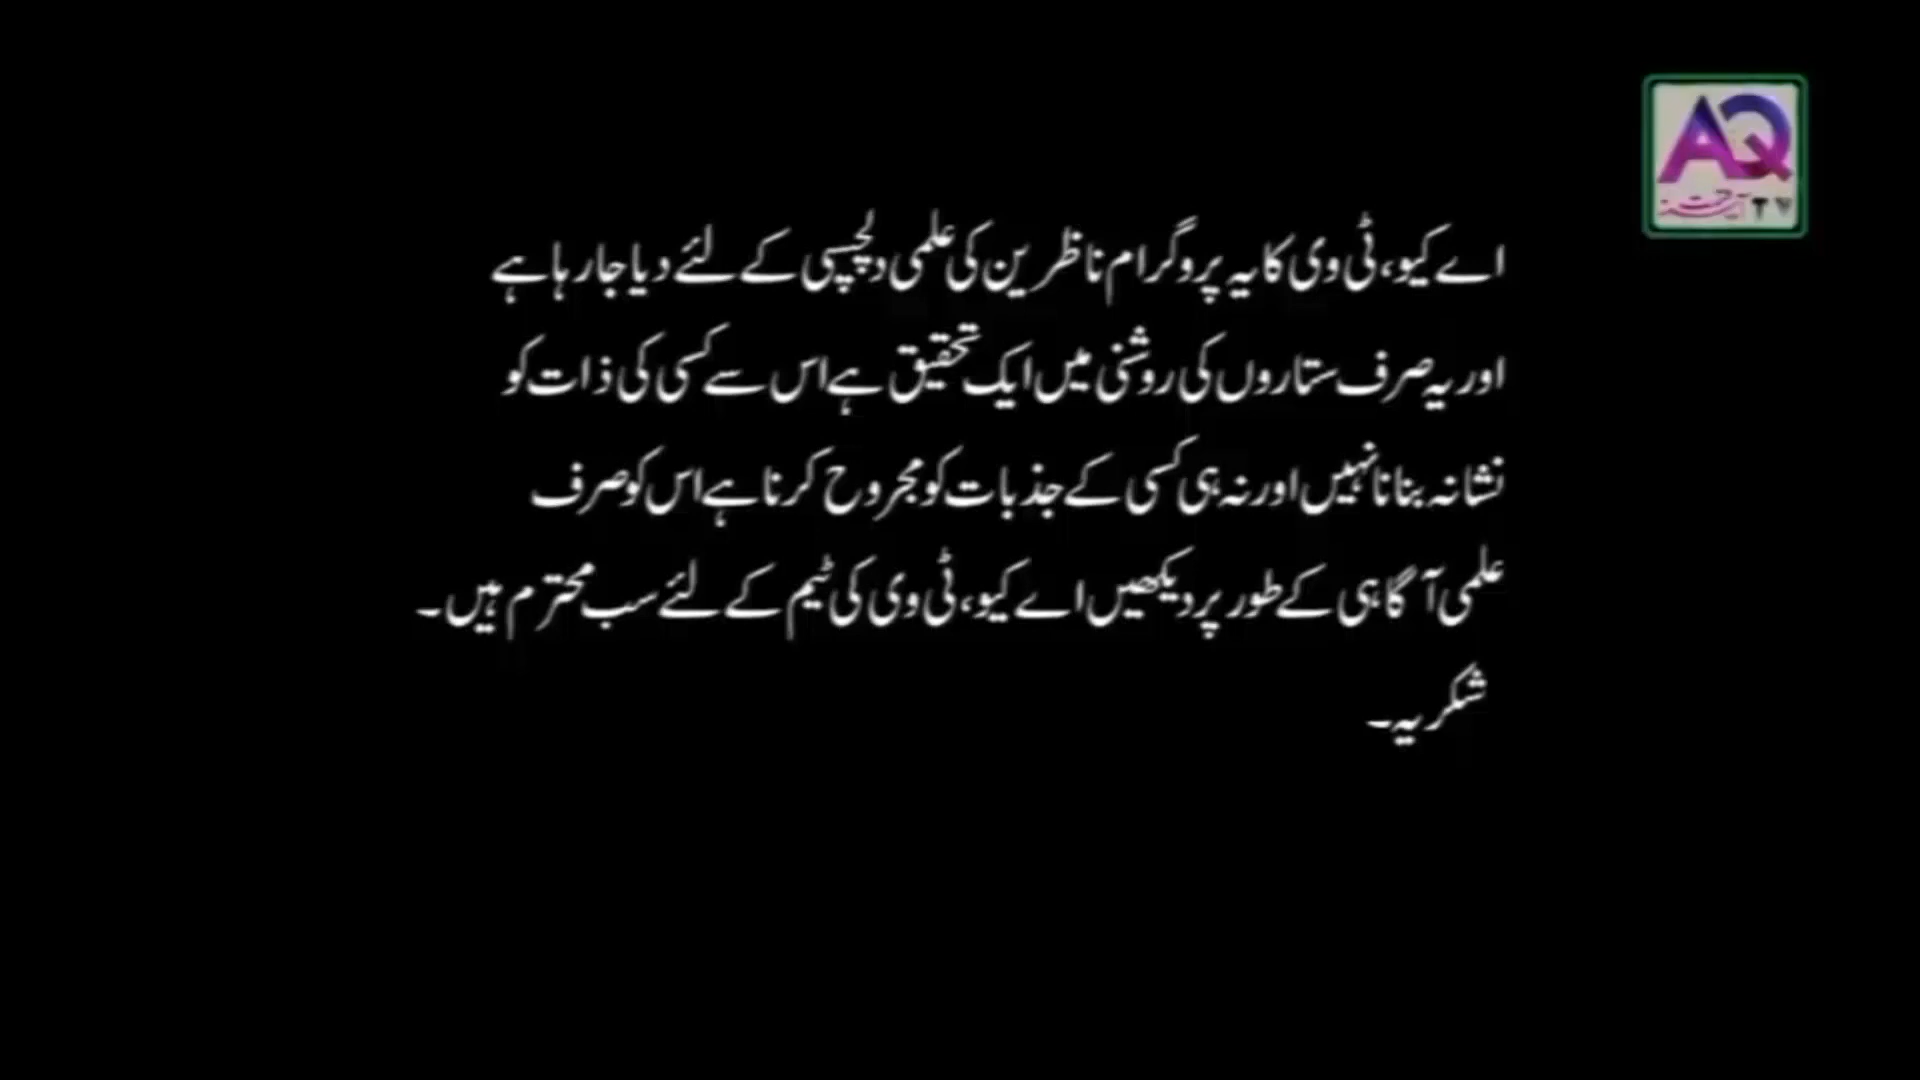 AQ
TV
اے کیو، ٹی وی کا یہ پروگرام ناظرین کی علمی دلچسپی کے لئے دیا جا رہا ہے
اور یہ صرف ستاروں کی روشنی میں ایک تحقیق ہے اس سے کسی کی ذات کو
نشانہ بنانا نہیں اور نہ ہی کسی کے جذبات کو مجروح کرنا ہے اس کو صرف
علمی آگاہی کے طور پر دیکھیں اے کیو، ٹی وی کی ٹیم کے لئے سب محترم ہیں۔
شکریہ۔